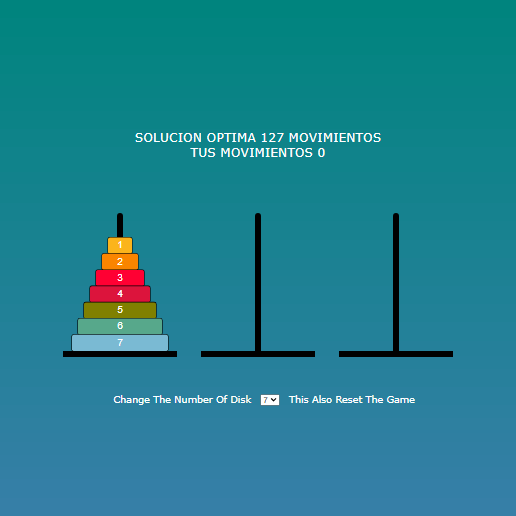 SOLUCION OPTIMA 127 MOVIMIENTOS
TUS MOVIMIENTOS 0
1
2
3
4
5
6
7
Change The Number Of Disk 7 This Also Reset The Game